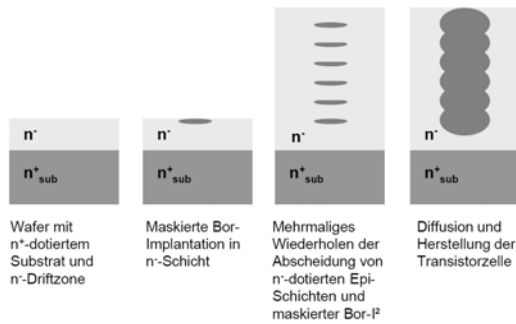 n⁻
n⁺sub
n⁻
n⁺sub
n⁻
n⁺sub
n⁻
n⁺sub
Wafer mit
n⁺-dotiertem
Substrat und
n⁻-Driftzone
Maskierte Bor-
Implantation in
n⁻-Schicht
Mehrmaliges
Wiederholen der
Abscheidung von
n⁻-dotierten Epi-
Schichten und
maskierter Bor-I²
Diffusion und
Herstellung der
Transistorzelle